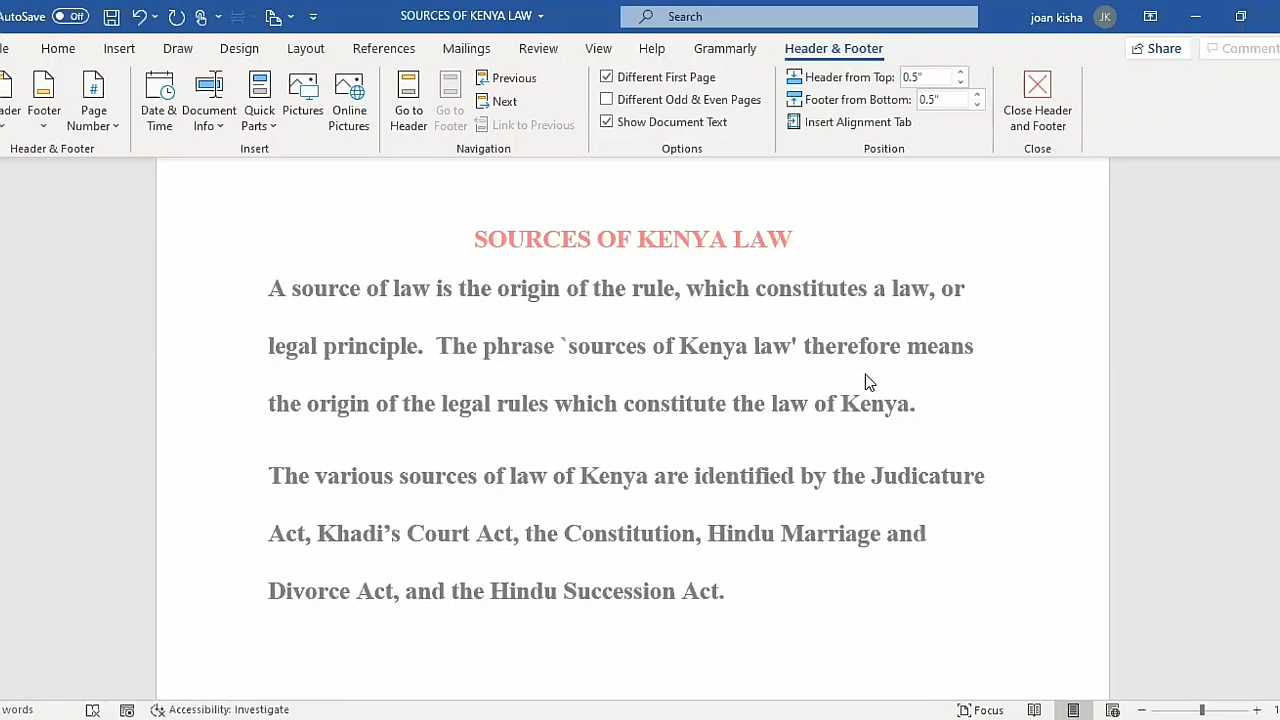 AutoSave Off SOURCES OF KENYA LAW Search joan kisha JK
Home Insert Draw Design Layout References Mailings Review View Help Grammarly Header & Footer Share Comment
Footer Page Number Date & Time Document Info Quick Parts Pictures Online Pictures Go to Header Go to Footer Previous Next Link to Previous
Different First Page
Different Odd & Even Pages
Show Document Text
Header from Top: 0.5"
Footer from Bottom: 0.5"
Insert Alignment Tab
Close Header and Footer
Header & Footer Insert Navigation Options Position Close
SOURCES OF KENYA LAW
A source of law is the origin of the rule, which constitutes a law, or
legal principle. The phrase `sources of Kenya law' therefore means
the origin of the legal rules which constitute the law of Kenya.
The various sources of law of Kenya are identified by the Judicature
Act, Khadi’s Court Act, the Constitution, Hindu Marriage and
Divorce Act, and the Hindu Succession Act.
words Accessibility: Investigate Focus